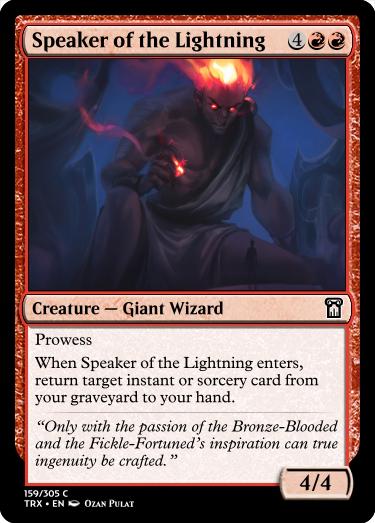 Speaker of the Lightning 4
Creature — Giant Wizard
Prowess
When Speaker of the Lightning enters,
return target instant or sorcery card from
your graveyard to your hand.
“Only with the passion of the Bronze-Blooded
and the Fickle-Fortuned’s inspiration can true
ingenuity be crafted.”
4/4
159/305 C
TRX • EN Ozan Pulat